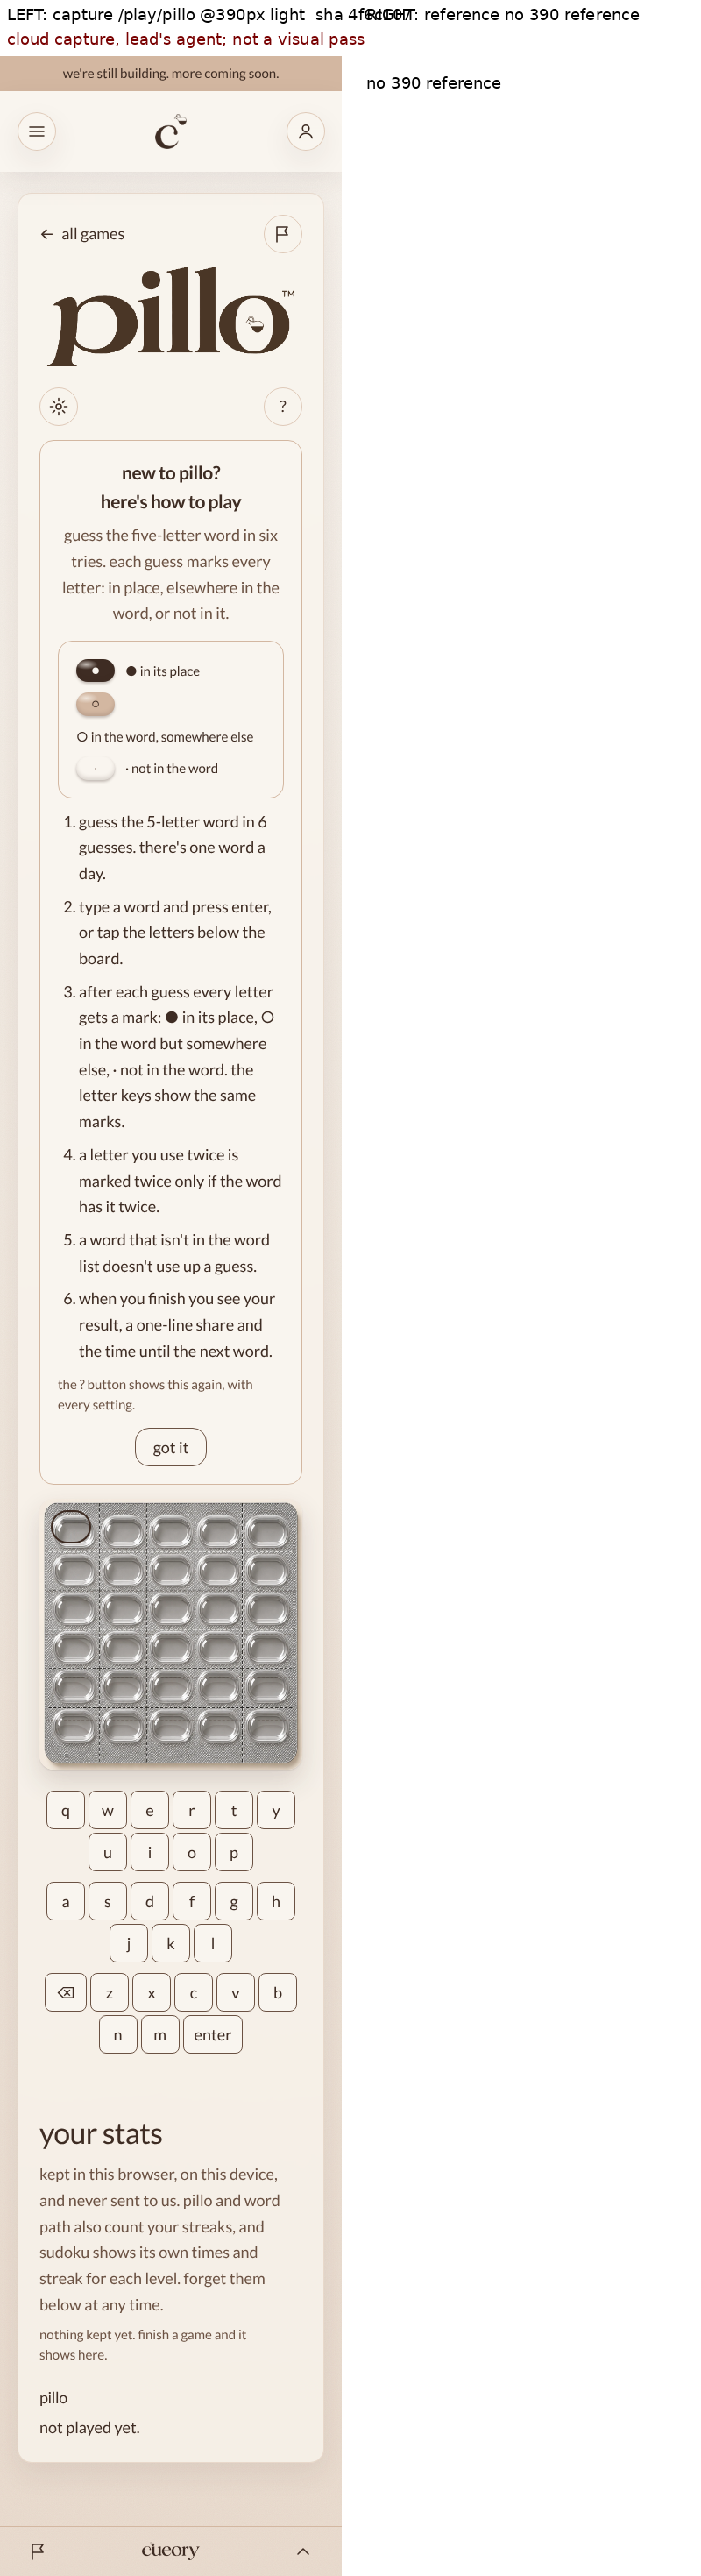 LEFT: capture /play/pillo @390px light sha
RIGHT: reference no 390 reference
cloud capture, lead's agent; not a visual pass
no 390 reference
we're still building. more coming soon.
c
← all games
pillo™
?
new to pillo?
here's how to play
guess the five-letter word in six
tries. each guess marks every
letter: in place, elsewhere in the
word, or not in it.
● in its place
○ in the word, somewhere else
· not in the word
1. guess the 5-letter word in 6
guesses. there's one word a
day.
2. type a word and press enter,
or tap the letters below the
board.
3. after each guess every letter
gets a mark: ● in its place, ○
in the word but somewhere
else, · not in the word. the
letter keys show the same
marks.
4. a letter you use twice is
marked twice only if the word
has it twice.
5. a word that isn't in the word
list doesn't use up a guess.
6. when you finish you see your
result, a one-line share and
the time until the next word.
the ? button shows this again, with
every setting.
got it
q w e r t y
u i o p
a s d f g h
j k l
z x c v b
n m enter
your stats
kept in this browser, on this device,
and never sent to us. pillo and word
path also count your streaks, and
sudoku shows its own times and
streak for each level. forget them
below at any time.
nothing kept yet. finish a game and it
shows here.
pillo
not played yet.
cueory